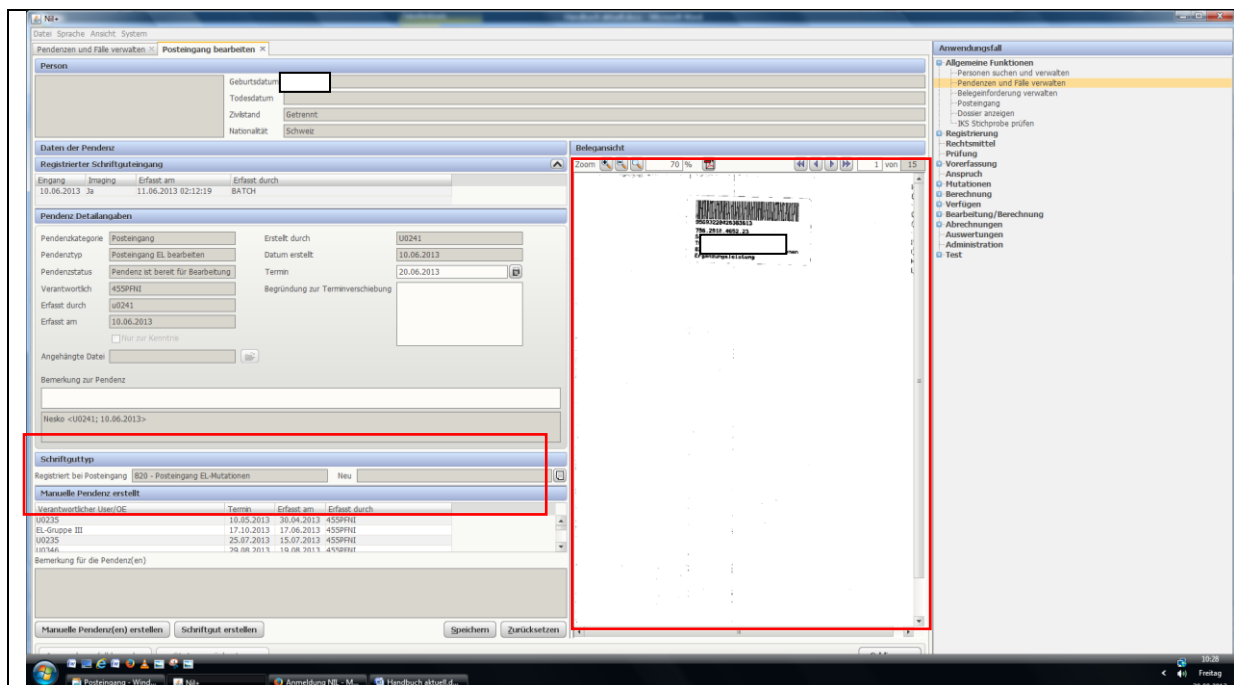 Nil+
Datei Sprache Ansicht System
Pendenzen und Fälle verwalten × Posteingang bearbeiten ×
Person
Geburtsdatum
Todesdatum
Zivilstand Getrennt
Nationalität Schweiz
Daten der Pendenz
Registrierter Schriftguteingang
Eingang Imaging Erfasst am Erfasst durch
10.06.2013 Ja 11.06.2013 02:12:19 BATCH
Pendenz Detailangaben
Pendenzkategorie Posteingang Erstellt durch U0241
Pendenztyp Posteingang EL bearbeiten Datum erstellt 10.06.2013
Pendenzstatus Pendenz ist bereit für Bearbeitung Termin 20.06.2013
Verantwortlich 455PFNI Begründung zur Terminverschiebung
Erfasst durch u0241
Erfasst am 10.06.2013
Nur zur Kenntnis
Angehängte Datei
Bemerkung zur Pendenz
Nesko <U0241; 10.06.2013>
Schriftguttyp
Registriert bei Posteingang 820 - Posteingang EL-Mutationen Neu
Manuelle Pendenz erstellt
Verantwortlicher User/OE Termin Erfasst am Erfasst durch
U0235 10.05.2013 30.04.2013 455PFNI
EL-Gruppe III 17.10.2013 17.06.2013 455PFNI
U0235 25.07.2013 15.07.2013 455PFNI
U0346 29.08.2013 19.08.2013 455PFNI
Bemerkung für die Pendenz(en)
Manuelle Pendenz(en) erstellen Schriftgut erstellen Speichern Zurücksetzen
Belegansicht
Zoom 70 % 1 von 15
Ergänzungsleistung
Anwendungsfall
Allgemeine Funktionen
Personen suchen und verwalten
Pendenzen und Fälle verwalten
Belegeinforderung verwalten
Posteingang
Dossier anzeigen
IKS Stichprobe prüfen
Registrierung
Rechtsmittel
Prüfung
Vorerfassung
Anspruch
Mutationen
Berechnung
Verfügen
Bearbeitung/Berechnung
Abrechnungen
Auswertungen
Administration
Test
Posteingang - Wind... Nil+ Anmeldung NIL - M... Handbuch aktuell.d...
10:28
Freitag